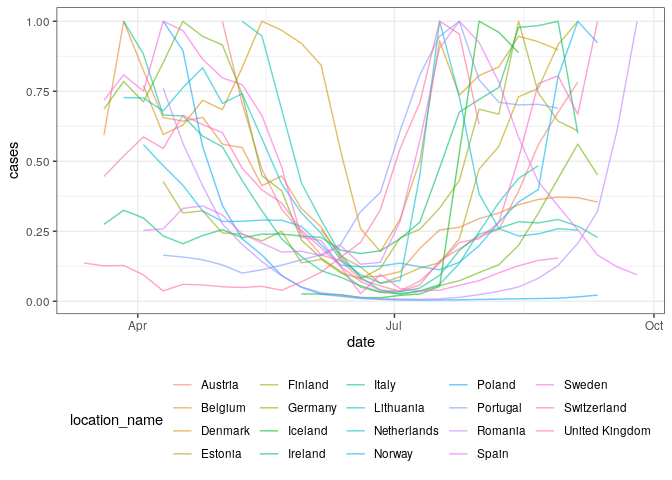 1.00
0.75
0.50
0.25
0.00
cases
Apr Jul Oct
date
location_name
Austria Finland Italy Poland Sweden
Belgium Germany Lithuania Portugal Switzerland
Denmark Iceland Netherlands Romania United Kingdom
Estonia Ireland Norway Spain